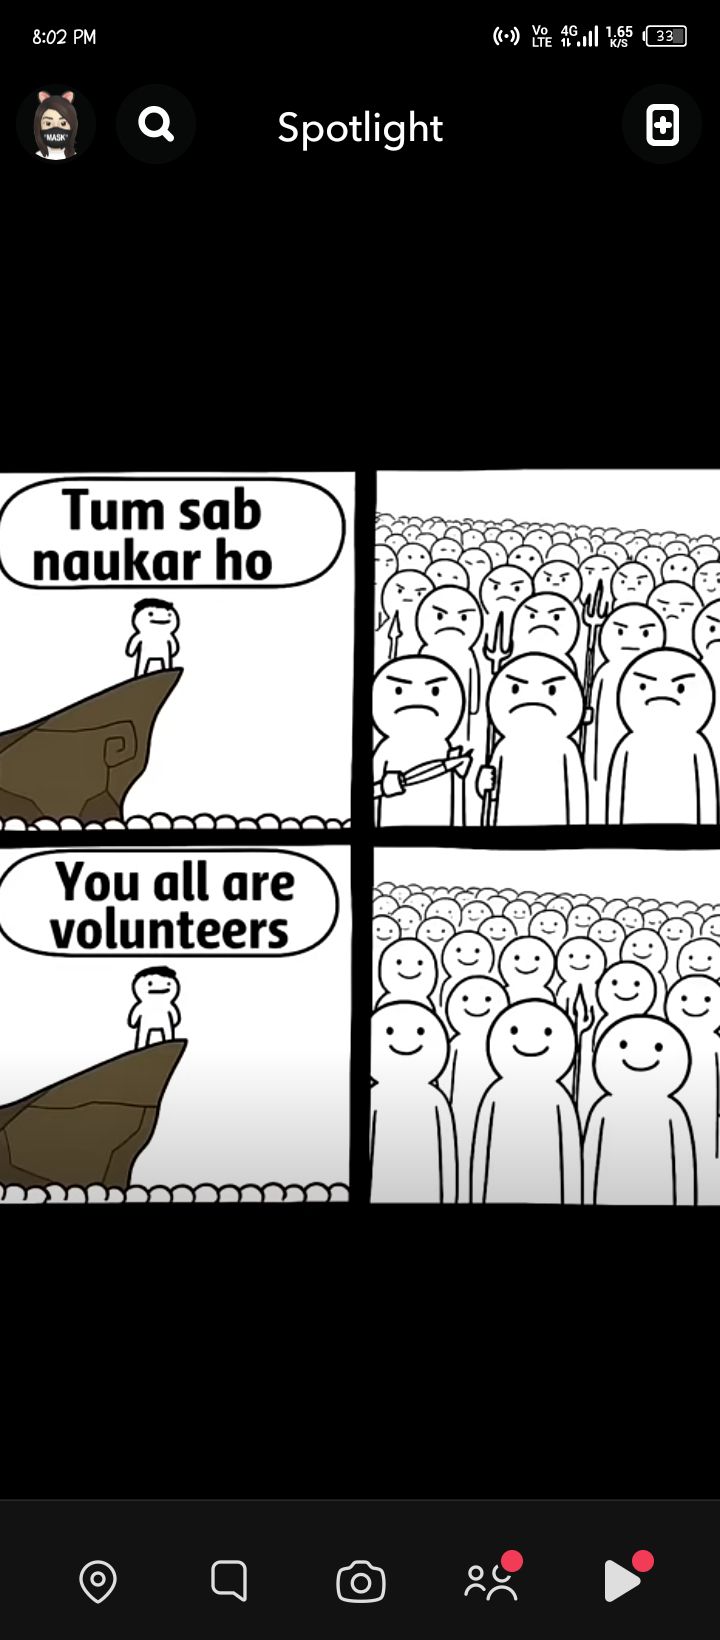 8:02 PM
Vo LTE 4G 1.65 K/S 33
MASK
Spotlight
Tum sab
naukar ho
You all are
volunteers